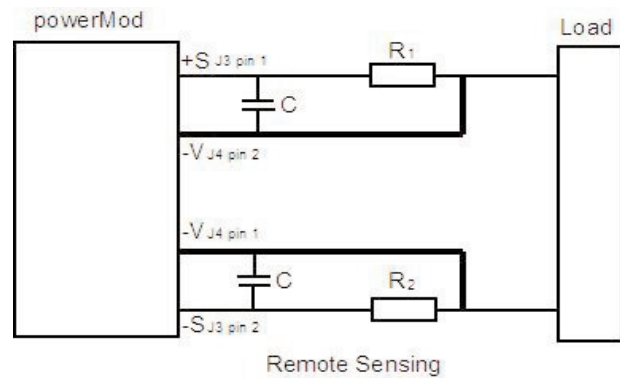 powerMod
Load
+S J3 pin 1
R1
C
-V J4 pin 2
-V J4 pin 1
C
R2
-S J3 pin 2
Remote Sensing